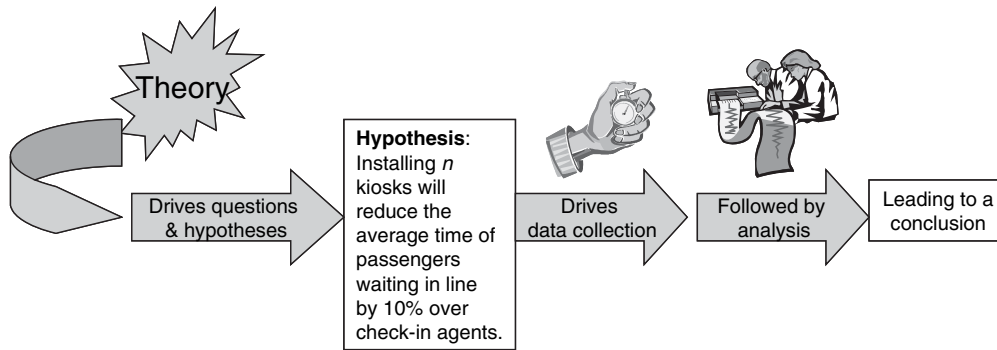 Theory
Drives questions
& hypotheses
Hypothesis:
Installing n
kiosks will
reduce the
average time of
passengers
waiting in line
by 10% over
check-in agents.
Drives
data collection
Followed by
analysis
Leading to a
conclusion